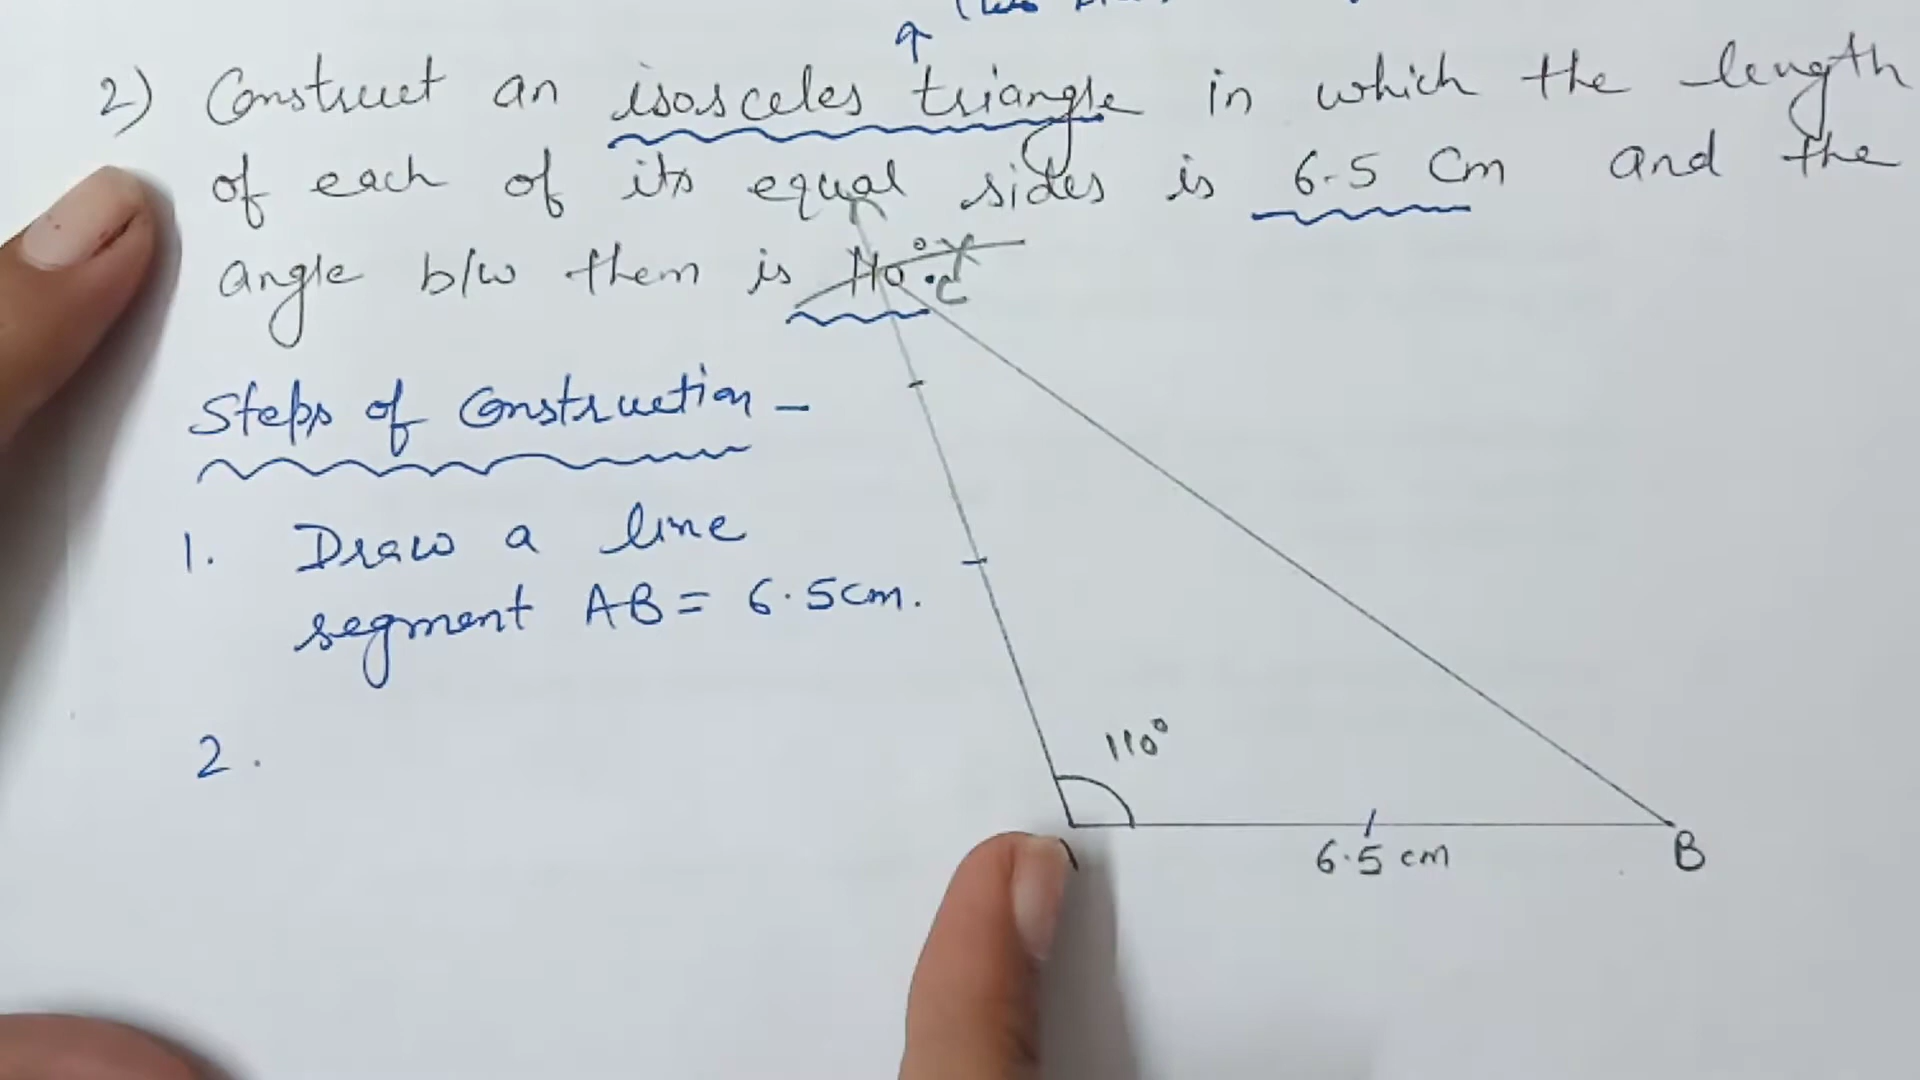 2) Construct an isosceles triangle in which the length
of each of its equal sides is 6.5 cm and the
angle b/w them is 110°
X
C
Steps of Construction -
1. Draw a line
segment AB = 6.5cm.
2.
110°
6.5 cm
B